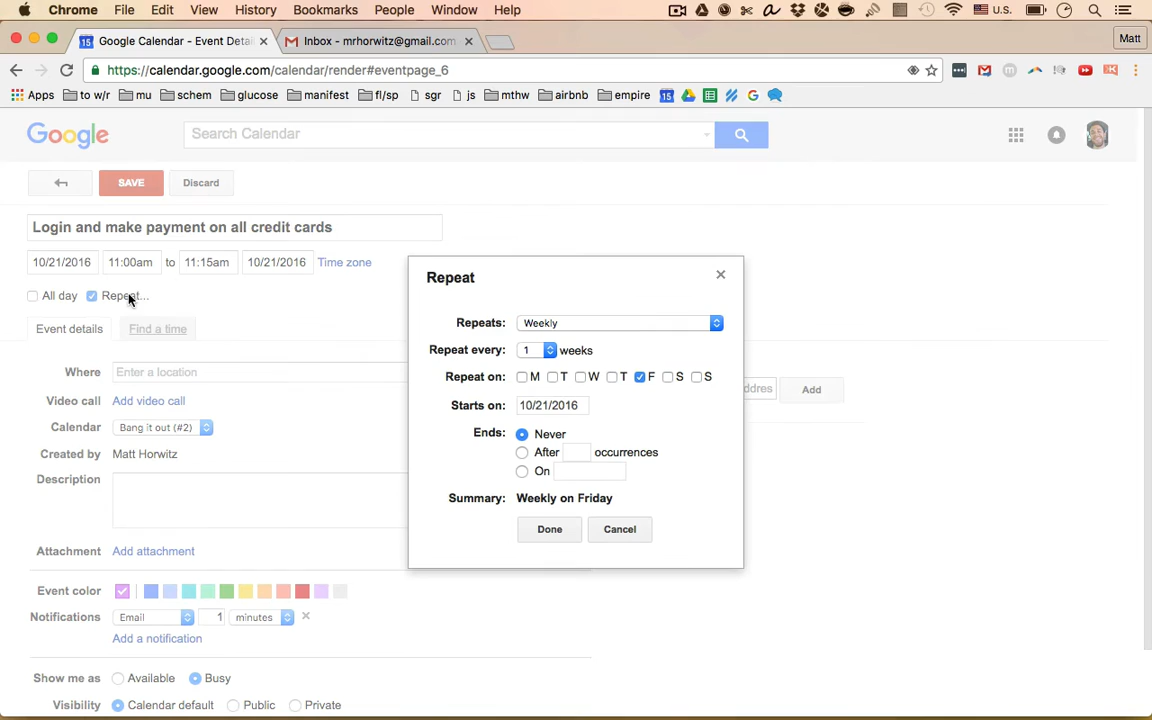 Chrome File Edit View History Bookmarks People Window Help U.S.
Google Calendar - Event Detai Inbox - mrhorwitz@gmail.com Matt
https://calendar.google.com/calendar/render#eventpage_6
Apps to w/r mu schem glucose manifest fl/sp sgr js mthw airbnb empire 15
Google Search Calendar
SAVE Discard
Login and make payment on all credit cards
10/21/2016 11:00am to 11:15am 10/21/2016 Time zone
All day Repeat...
Event details Find a time
Where Enter a location
Video call Add video call
Calendar Bang it out (#2)
Created by Matt Horwitz
Description
Attachment Add attachment
Event color
Notifications Email 1 minutes
Add a notification
Show me as Available Busy
Visibility Calendar default Public Private
Repeat
Repeats: Weekly
Repeat every: 1 weeks
Repeat on: M T W T F S S
Starts on: 10/21/2016
Ends: Never
After occurrences
On
Summary: Weekly on Friday
Done Cancel
addres Add